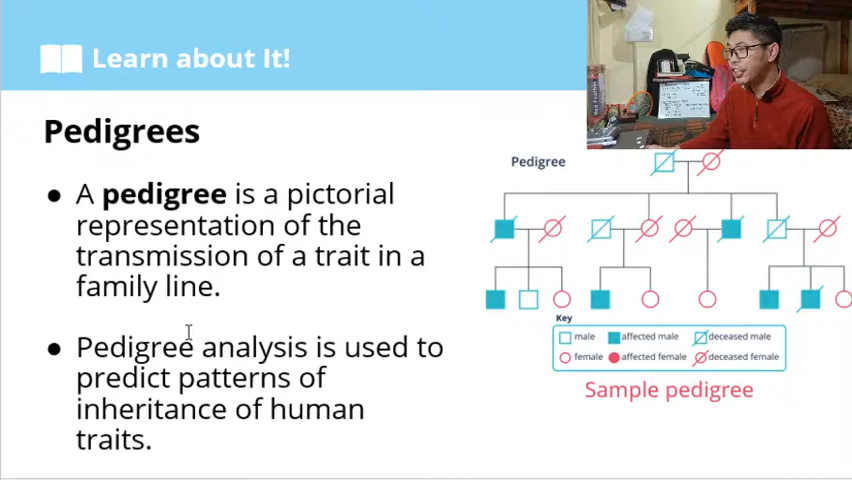 Learn about It!
Pedigrees
● A pedigree is a pictorial
representation of the
transmission of a trait in a
family line.
● Pedigree analysis is used to
predict patterns of
inheritance of human
traits.
Pedigree
Key
male
affected male
deceased male
female
affected female
deceased female
Sample pedigree